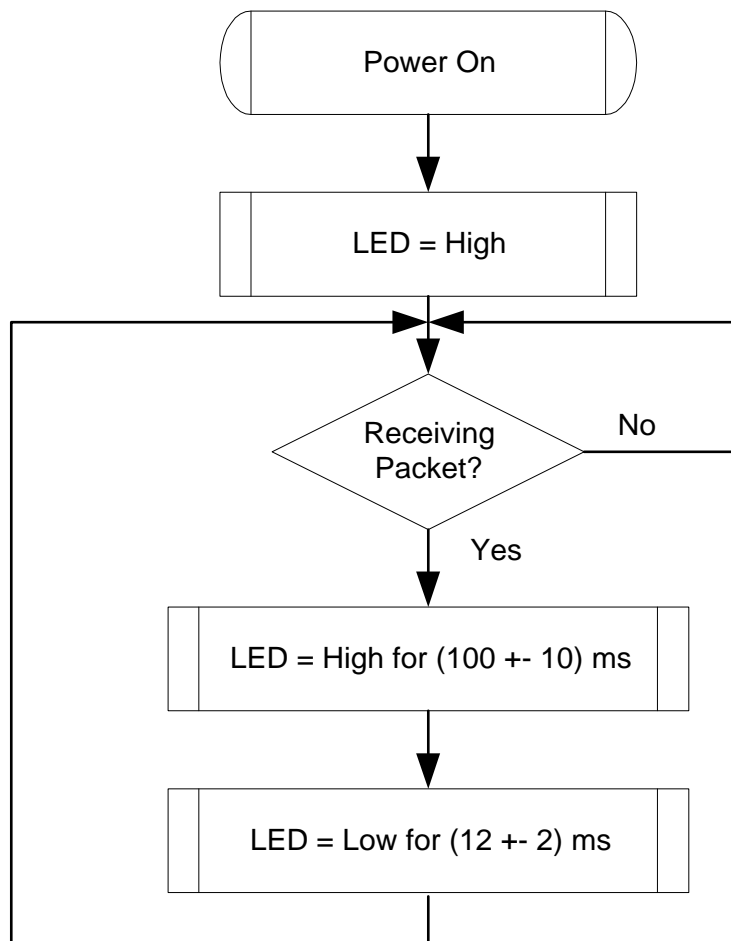 Power On
LED = High
Receiving
Packet?
No
Yes
LED = High for (100 +- 10) ms
LED = Low for (12 +- 2) ms